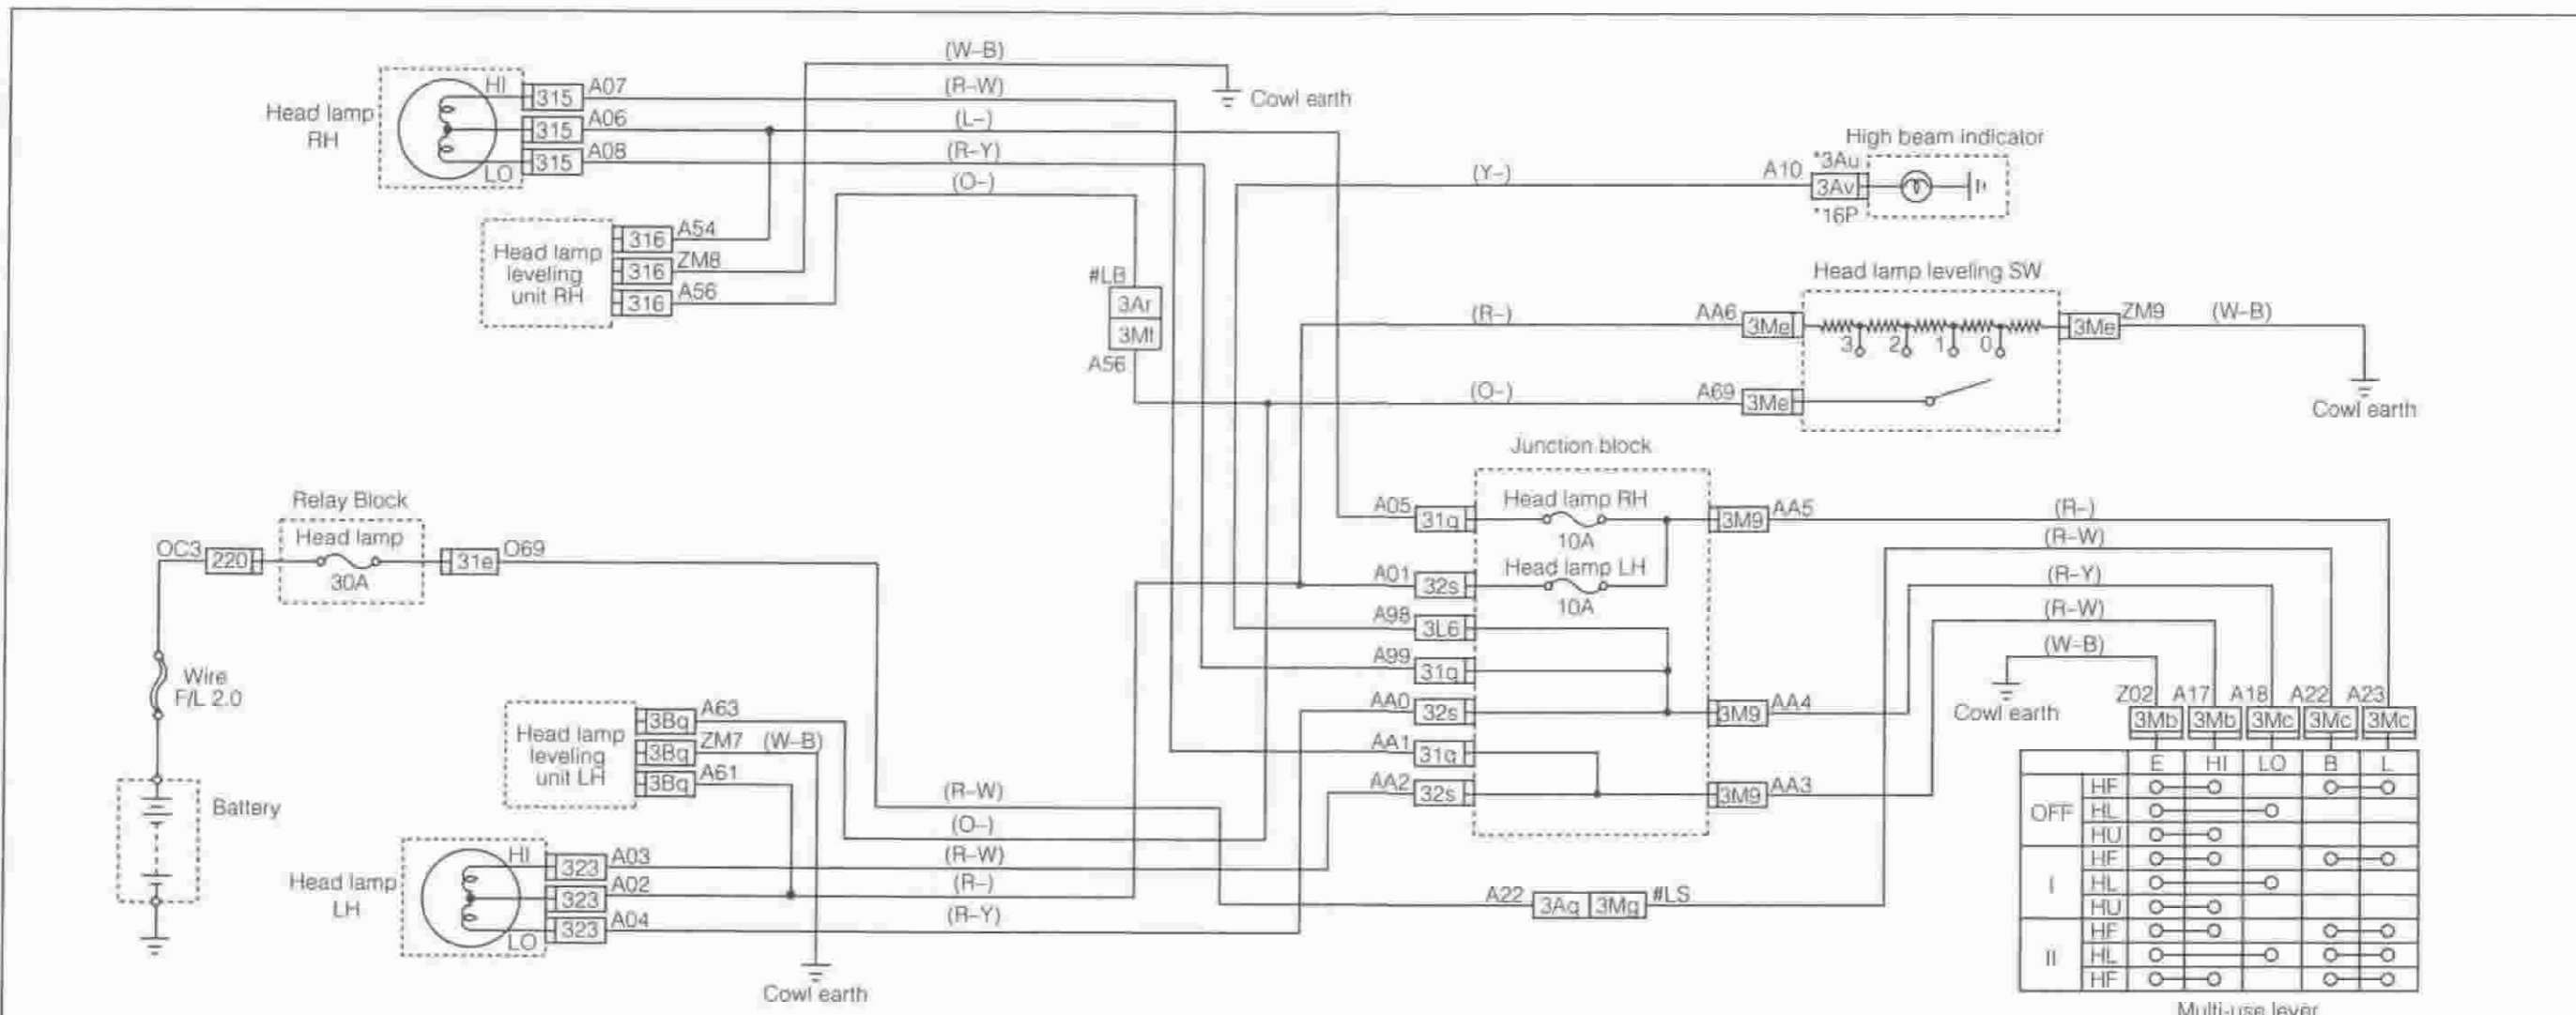 (W–B)
Cowl earth
Head lamp
RH
HI
315 A07
(R–W)
315 A06
(L–)
315 A08
(R–Y)
LO
(O–)
Head lamp
leveling
unit RH
316 A54
316 ZM8
316 A56
#LB
3Ar
A56
High beam indicator
(Y–)
A10
*3Au
3Av
*16P
Head lamp leveling SW
(R–)
AA6
3Me
3 2 1 0
3Me
ZM9
(W–B)
Cowl earth
(O–)
A69
3Me
Relay Block
Head lamp
30A
OC3
220
31e
O69
Wire
F/L 2.0
Battery
Junction block
A05
31q
Head lamp RH
10A
3M9
AA5
(R–)
A01
32s
Head lamp LH
10A
(R–W)
A98
3L6
(R–Y)
A99
31q
(R–W)
AA0
32s
3M9
AA4
(W–B)
AA1
31q
AA2
32s
3M9
AA3
Cowl earth
Head lamp
leveling
unit LH
3Bq A63
3Bq ZM7 (W–B)
3Bq A61
(R–W)
(O–)
Head lamp
LH
HI
323 A03
(R–W)
323 A02
(R–)
323 A04
(R–Y)
LO
Cowl earth
A22
3Aq 3Mg
#LS
Z02 A17 A18 A22 A23
3Mb 3Mb 3Mc 3Mc 3Mc
E HI LO B L
OFF
HF
HL
HU
I
HF
HL
HU
II
HF
HL
HF
Multi-use lever